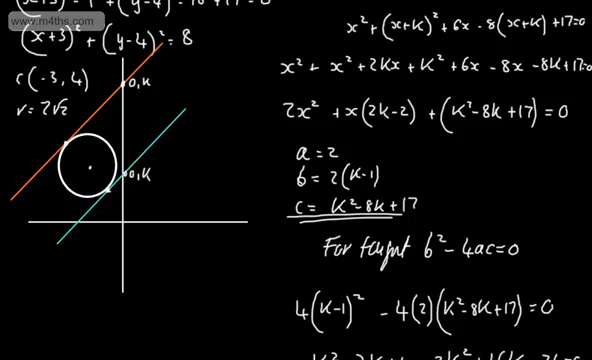 www.m4ths.com
(x+3)² + (y-4)² = 8
c(-3, 4)
r = 2√2
0, K
0, K
x² + (x+K)² + 6x - 8(x+K) + 17 = 0
x² + x² + 2Kx + K² + 6x - 8x - 8K + 17 = 0
2x² + x(2K-2) + (K² - 8K + 17) = 0
a = 2
b = 2(K-1)
c = K² - 8K + 17
For tangent b² - 4ac = 0
4(K-1)² - 4(2)(K² - 8K + 17) = 0